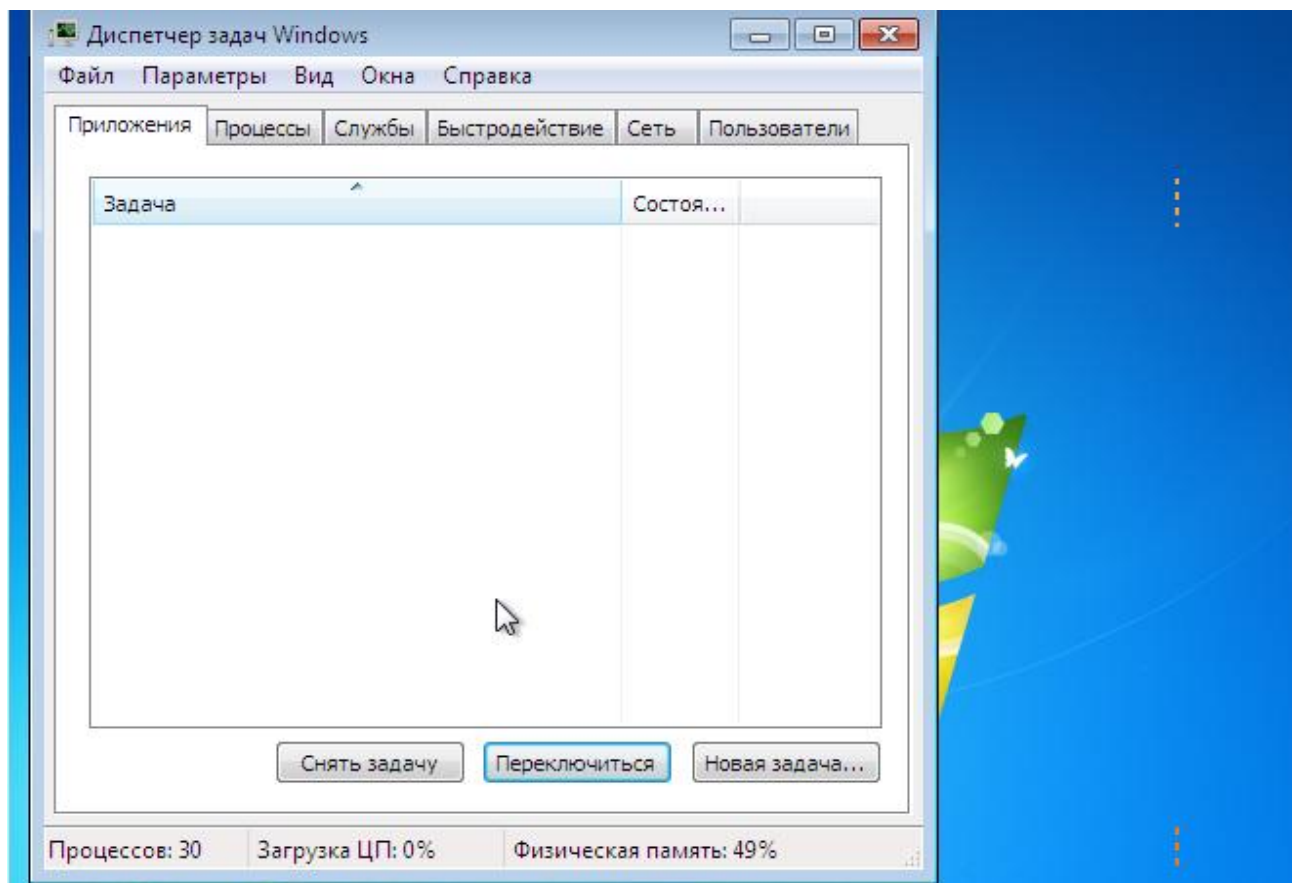 Диспетчер задач Windows
Файл Параметры Вид Окна Справка
Приложения Процессы Службы Быстродействие Сеть Пользователи
Задача Состоя...
Снять задачу Переключиться Новая задача...
Процессов: 30 Загрузка ЦП: 0% Физическая память: 49%